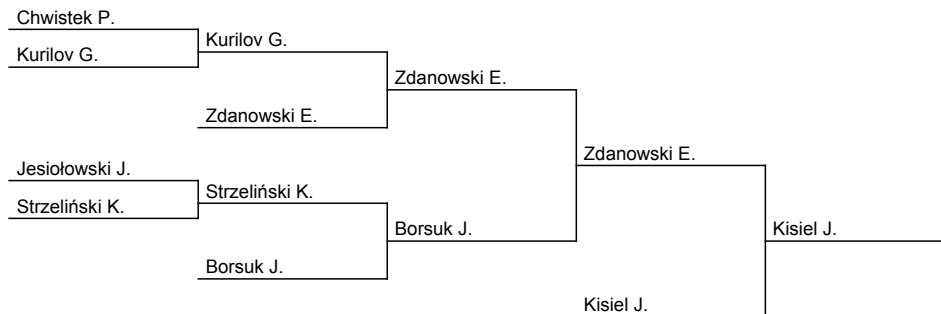 Chwistek P.
Kurilov G.
Kurilov G.
Zdanowski E.
Zdanowski E.
Zdanowski E.
Jesiołowski J.
Strzeliński K.
Strzeliński K.
Borsuk J.
Kisiel J.
Borsuk J.
Kisiel J.